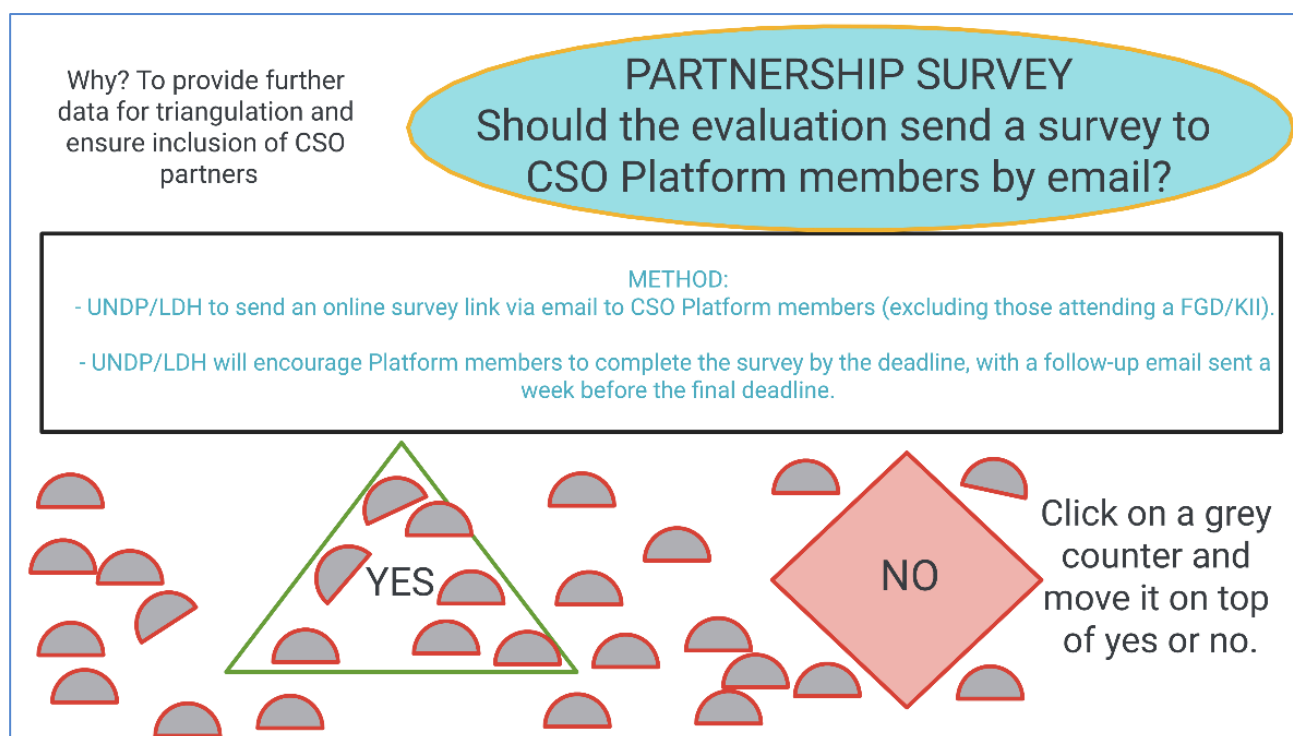 Why? To provide further
data for triangulation and
ensure inclusion of CSO
partners
PARTNERSHIP SURVEY
Should the evaluation send a survey to
CSO Platform members by email?
METHOD:
- UNDP/LDH to send an online survey link via email to CSO Platform members (excluding those attending a FGD/KII).
- UNDP/LDH will encourage Platform members to complete the survey by the deadline, with a follow-up email sent a
week before the final deadline.
YES
NO
Click on a grey
counter and
move it on top
of yes or no.